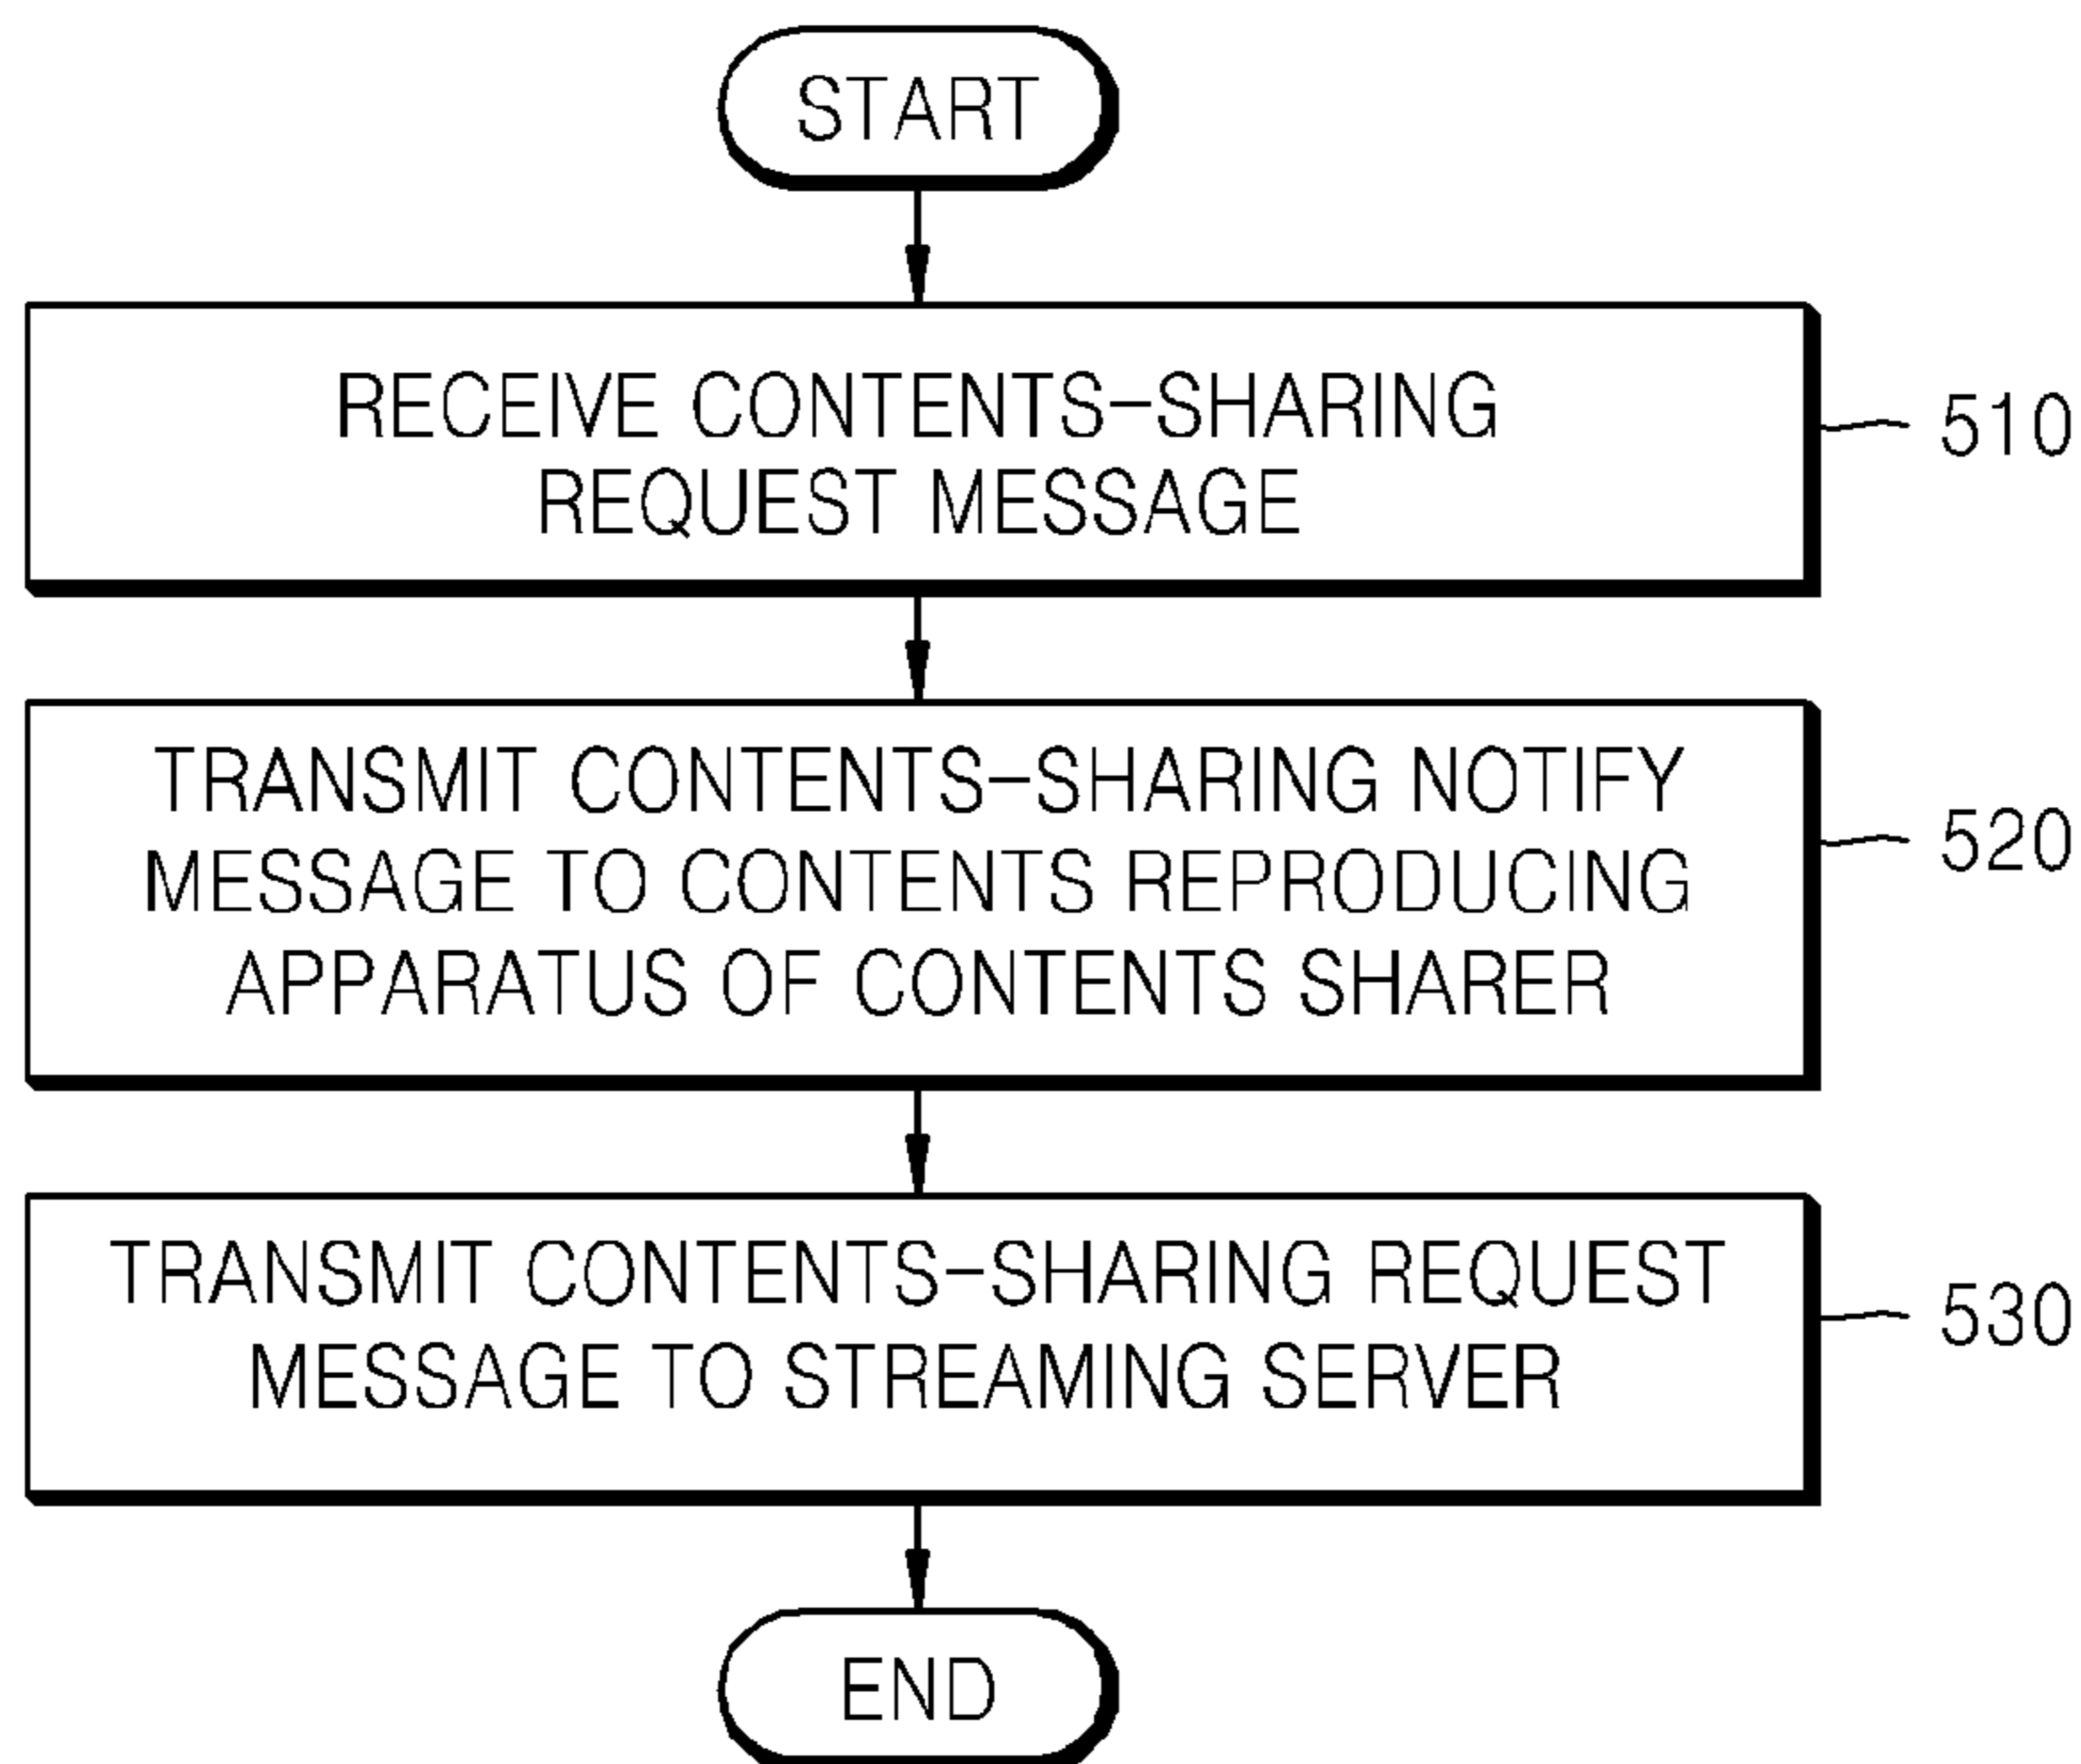 START
RECEIVE CONTENTS-SHARING
REQUEST MESSAGE
510
TRANSMIT CONTENTS-SHARING NOTIFY
MESSAGE TO CONTENTS REPRODUCING
APPARATUS OF CONTENTS SHARER
520
TRANSMIT CONTENTS-SHARING REQUEST
MESSAGE TO STREAMING SERVER
530
END